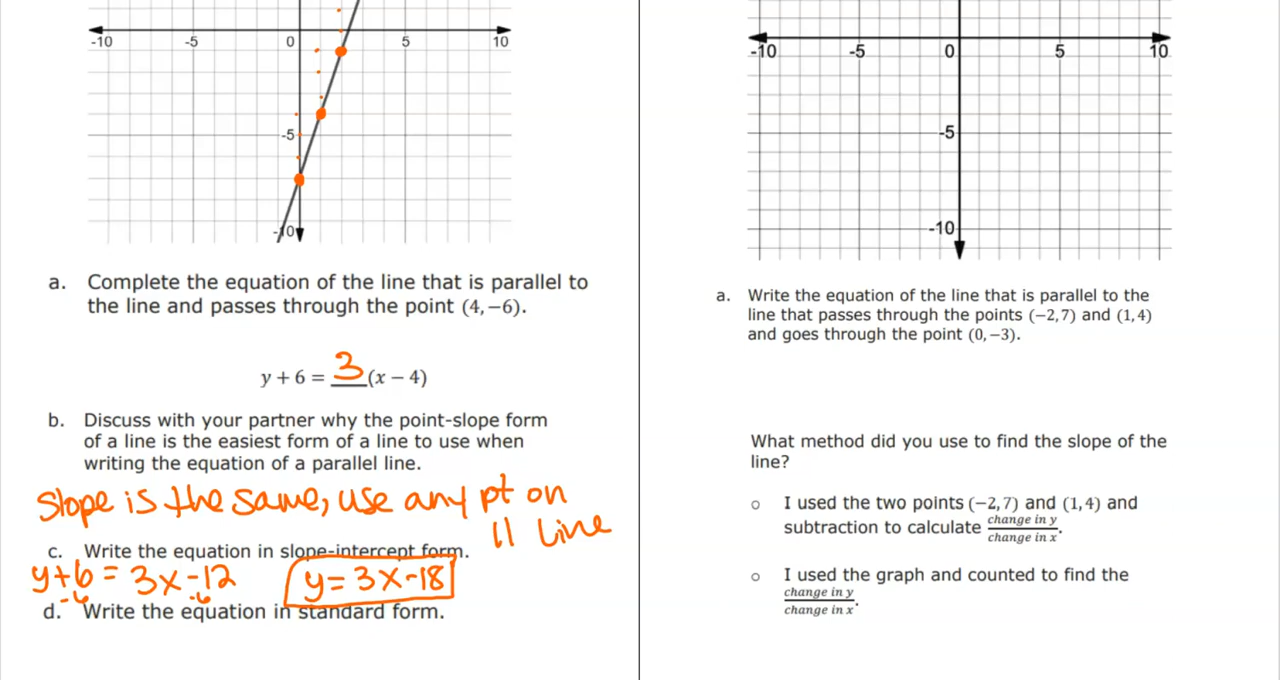 -10 -5 0 5 10
-5
-10
a. Complete the equation of the line that is parallel to
the line and passes through the point (4,−6).
y + 6 = 3(x − 4)
b. Discuss with your partner why the point-slope form
of a line is the easiest form of a line to use when
writing the equation of a parallel line.
Slope is the same, use any pt on
|| line
c. Write the equation in slope-intercept form.
y+6 = 3x-12 y=3x-18
-6 -6
d. Write the equation in standard form.
-10 -5 0 5 10
-5
-10
a. Write the equation of the line that is parallel to the
line that passes through the points (−2,7) and (1,4)
and goes through the point (0,−3).
What method did you use to find the slope of the
line?
o I used the two points (−2,7) and (1,4) and
subtraction to calculate change in y / change in x.
o I used the graph and counted to find the
change in y / change in x.